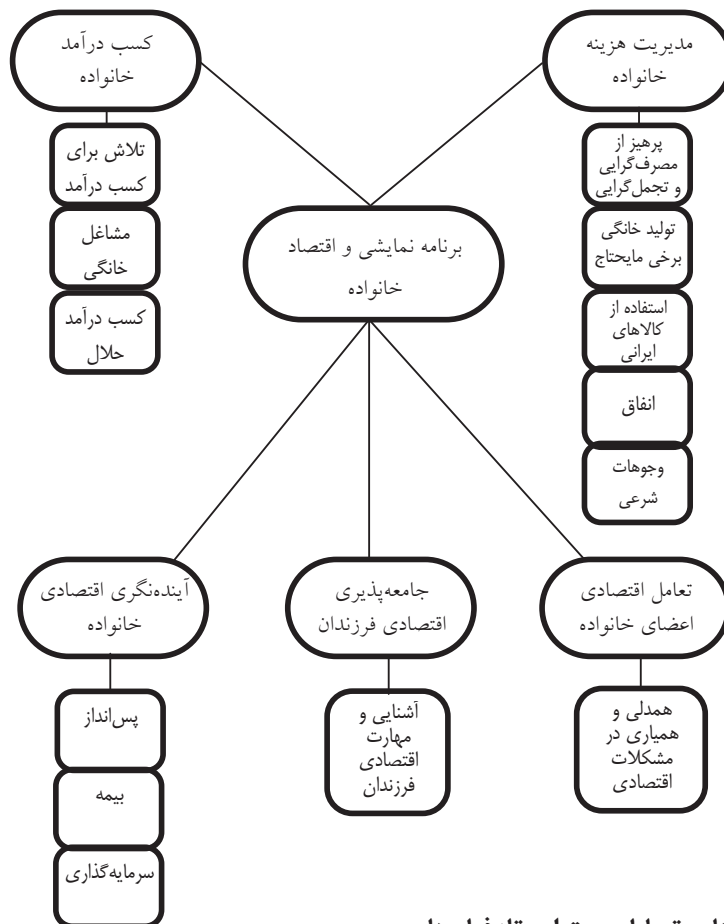 مدیریت هزینه
خانواده
پرهیز از
مصرف‌گرایی
و تجمل‌گرایی
تولید خانگی
برخی مایحتاج
استفاده از
کالاهای
ایرانی
انفاق
وجوهات
شرعی
کسب درآمد
خانواده
تلاش برای
کسب درآمد
مشاغل
خانگی
کسب درآمد
حلال
برنامه نمایشی و اقتصاد
خانواده
تعامل اقتصادی
اعضای خانواده
همدلی و
همیاری در
مشکلات
اقتصادی
جامعه‌پذیری
اقتصادی فرزندان
آشنایی و
مهارت
اقتصادی
فرزندان
آینده‌نگری اقتصادی
خانواده
پس‌انداز
بیمه
سرمایه‌گذاری